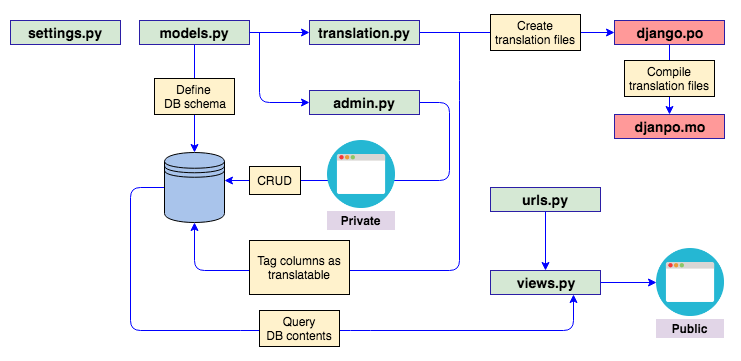 settings.py
models.py
translation.py
Create
translation files
django.po
Define
DB schema
admin.py
Compile
translation files
djanpo.mo
CRUD
Private
urls.py
Tag columns as
translatable
views.py
Query
DB contents
Public